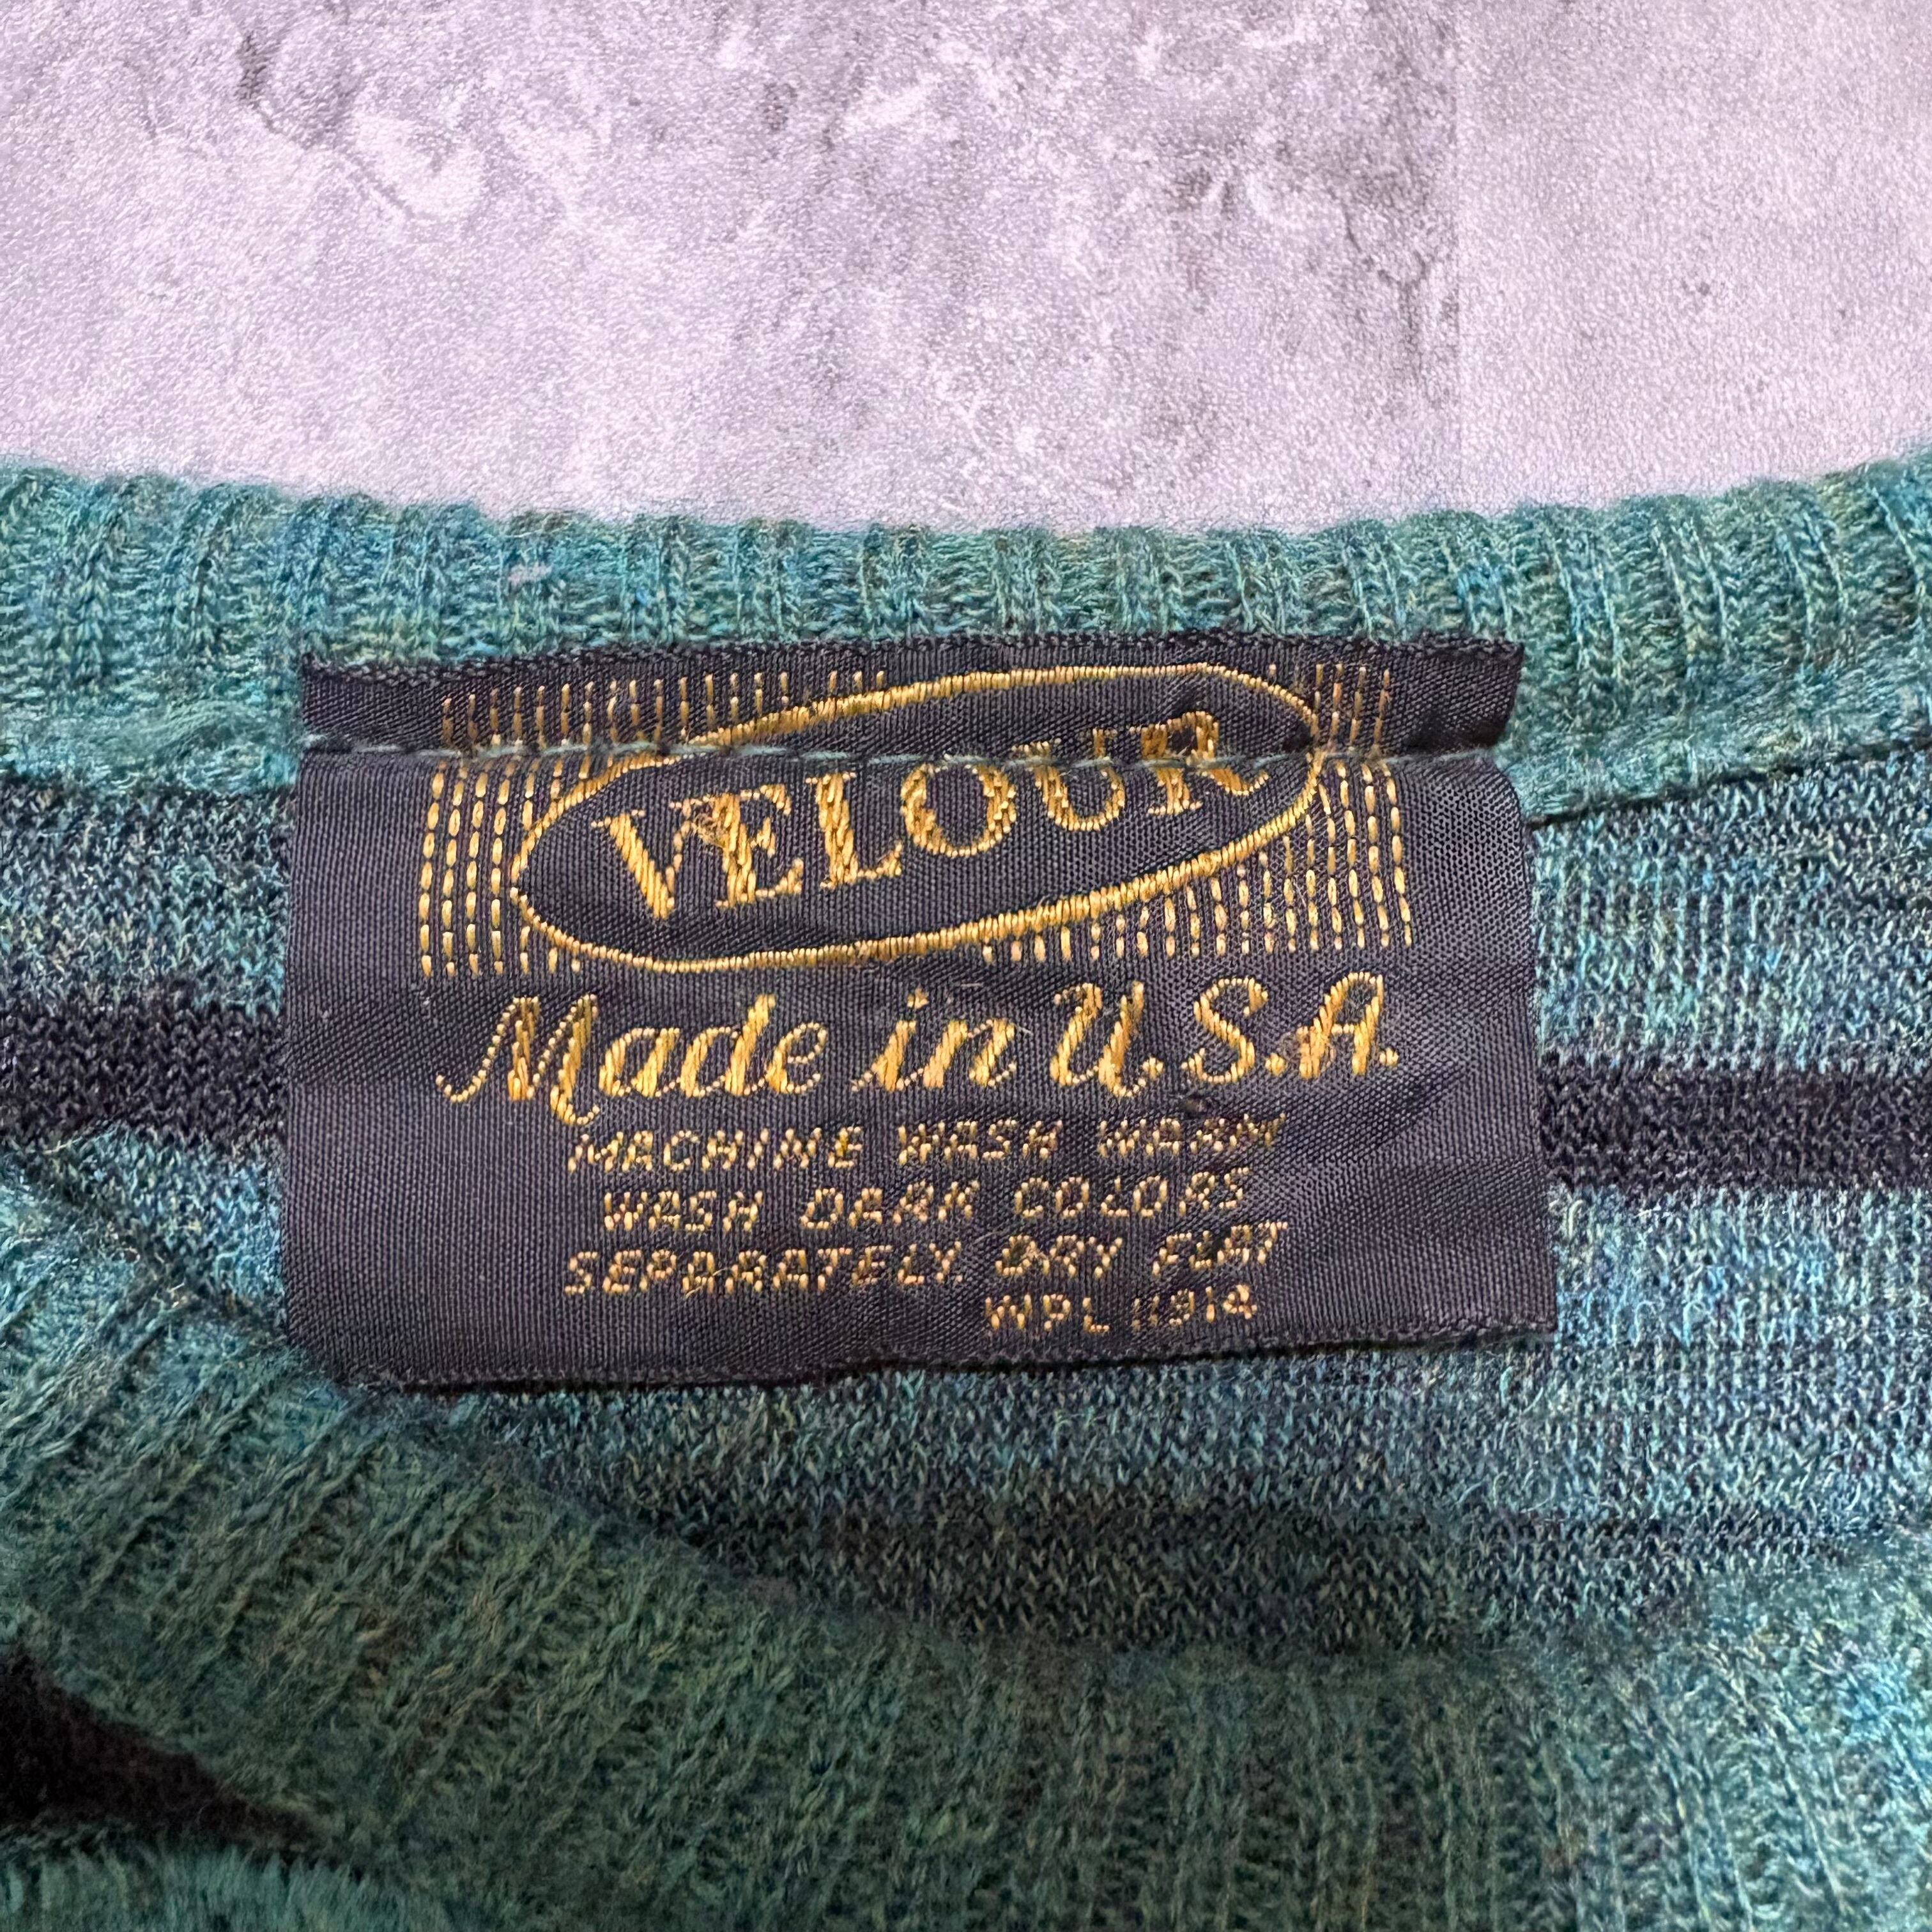 VELOUR
Made in U.S.A.
MACHINE WASH WARM
WASH DARK COLORS
SEPARATELY. DRY FLAT
WPL 11914